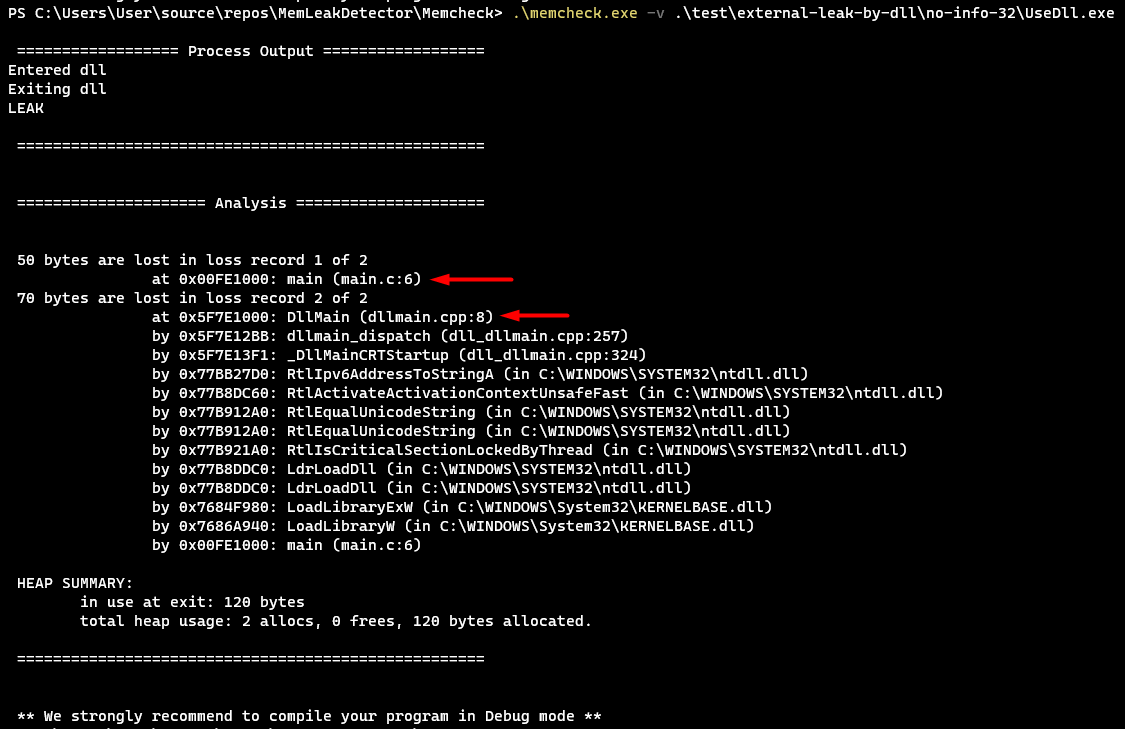 PS C:\Users\User\source\repos\MemLeakDetector\Memcheck> .\memcheck.exe -v .\test\external-leak-by-dll\no-info-32\UseDll.exe
================== Process Output ==================
Entered dll
Exiting dll
LEAK
====================================================
===================== Analysis =====================
50 bytes are lost in loss record 1 of 2
at 0x00FE1000: main (main.c:6)
70 bytes are lost in loss record 2 of 2
at 0x5F7E1000: DllMain (dllmain.cpp:8)
by 0x5F7E12BB: dllmain_dispatch (dll_dllmain.cpp:257)
by 0x5F7E13F1: _DllMainCRTStartup (dll_dllmain.cpp:324)
by 0x77BB27D0: RtlIpv6AddressToStringA (in C:\WINDOWS\SYSTEM32\ntdll.dll)
by 0x77B8DC60: RtlActivateActivationContextUnsafeFast (in C:\WINDOWS\SYSTEM32\ntdll.dll)
by 0x77B912A0: RtlEqualUnicodeString (in C:\WINDOWS\SYSTEM32\ntdll.dll)
by 0x77B912A0: RtlEqualUnicodeString (in C:\WINDOWS\SYSTEM32\ntdll.dll)
by 0x77B921A0: RtlIsCriticalSectionLockedByThread (in C:\WINDOWS\SYSTEM32\ntdll.dll)
by 0x77B8DDC0: LdrLoadDll (in C:\WINDOWS\SYSTEM32\ntdll.dll)
by 0x77B8DDC0: LdrLoadDll (in C:\WINDOWS\SYSTEM32\ntdll.dll)
by 0x7684F980: LoadLibraryExW (in C:\WINDOWS\System32\KERNELBASE.dll)
by 0x7686A940: LoadLibraryW (in C:\WINDOWS\System32\KERNELBASE.dll)
by 0x00FE1000: main (main.c:6)
HEAP SUMMARY:
in use at exit: 120 bytes
total heap usage: 2 allocs, 0 frees, 120 bytes allocated.
====================================================
** We strongly recommend to compile your program in Debug mode **